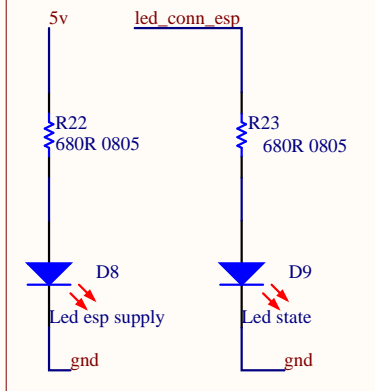 5v
led_conn_esp
R22
680R 0805
R23
680R 0805
D8
Led esp supply
D9
Led state
gnd
gnd